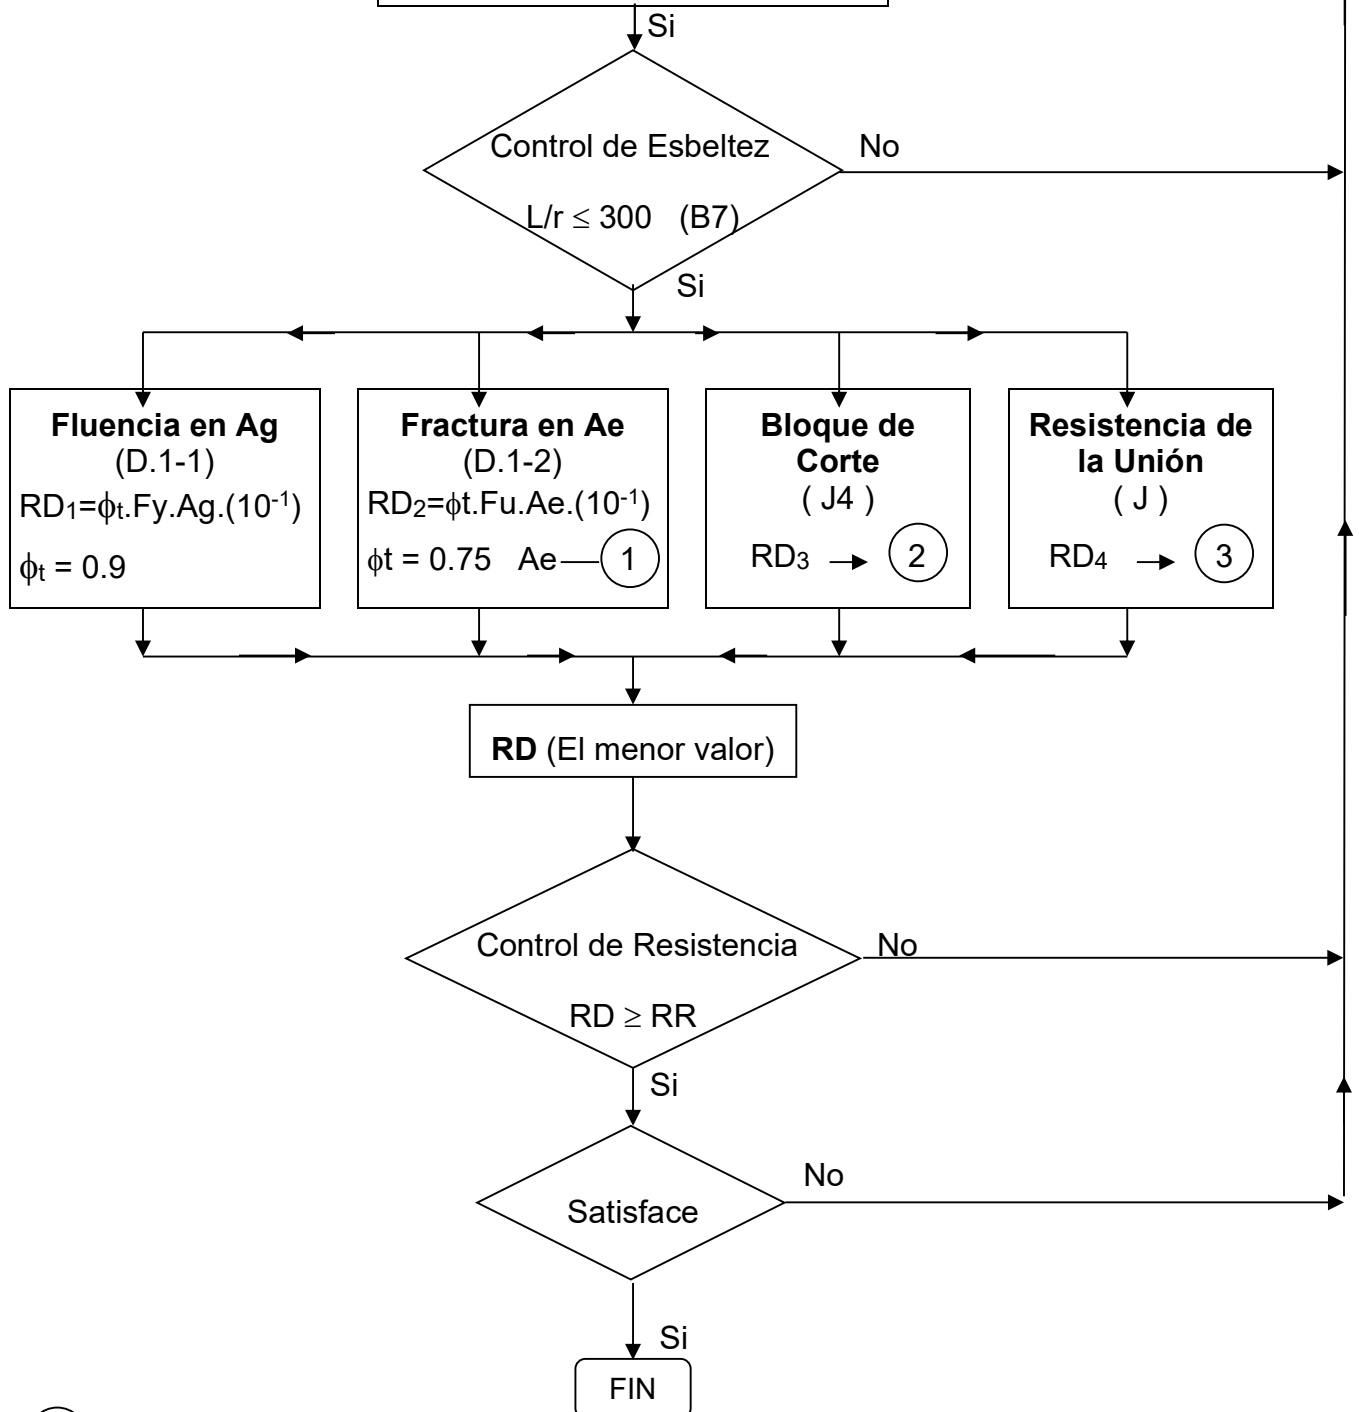 Si
Control de Esbeltez
No
L/r ≤ 300 (B7)
Si
Fluencia en Ag
(D.1-1)
RD1=ϕt.Fy.Ag.(10-1)
ϕt = 0.9
Fractura en Ae
(D.1-2)
RD2=ϕt.Fu.Ae.(10-1)
ϕt = 0.75 Ae 1
Bloque de
Corte
( J4 )
RD3 → 2
Resistencia de
la Unión
( J )
RD4 → 3
RD (El menor valor)
Control de Resistencia
No
RD ≥ RR
Si
No
Satisface
Si
FIN